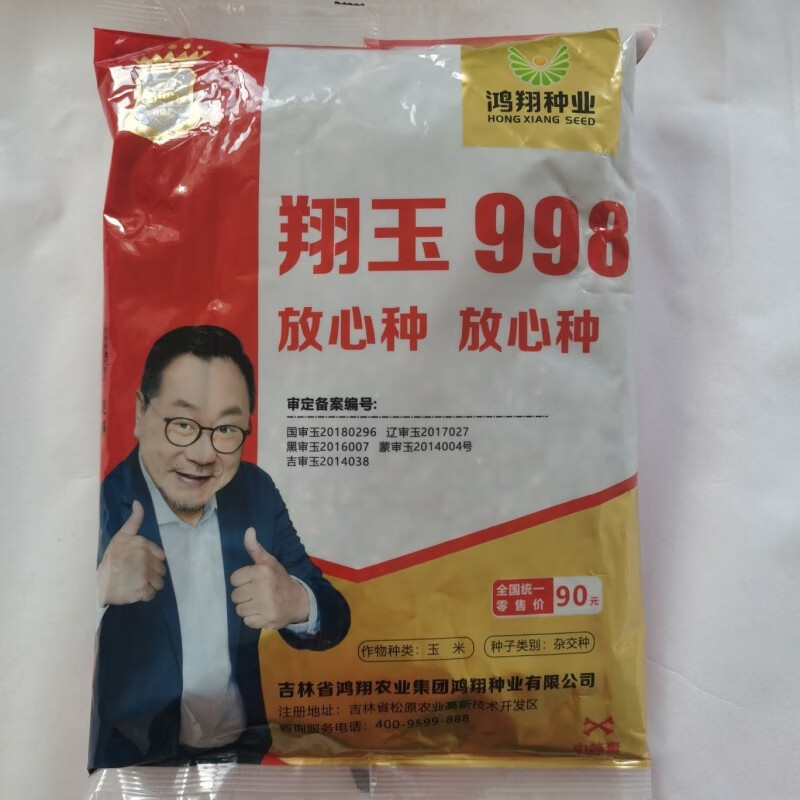 鸿翔种业
HONG XIANG SEED
翔玉 998
放心种 放心种
审定备案编号:
国审玉20180296 辽审玉2017027
黑审玉2016007 蒙审玉2014004号
吉审玉2014038
全国统一
零售价 90元
作物种类: 玉 米 种子类别: 杂交种
吉林省鸿翔农业集团鸿翔种业有限公司
注册地址: 吉林省松原农业高新技术开发区
咨询服务电话: 400-9599-888
中等毒